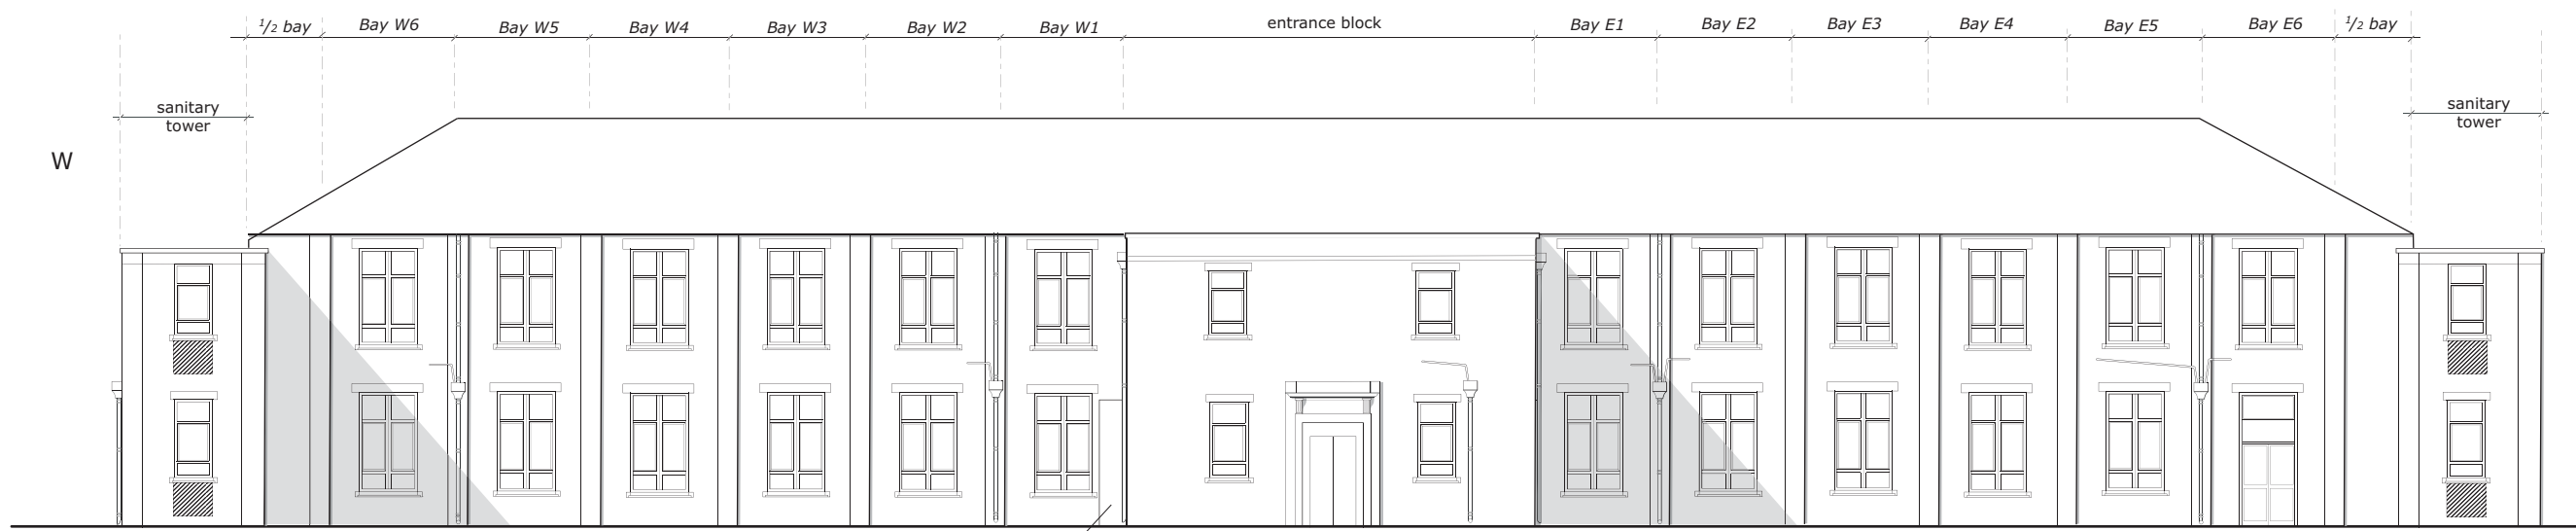 ½ bay
Bay W6
Bay W5
Bay W4
Bay W3
Bay W2
Bay W1
entrance block
Bay E1
Bay E2
Bay E3
Bay E4
Bay E5
Bay E6
½ bay
sanitary
tower
sanitary
tower
W